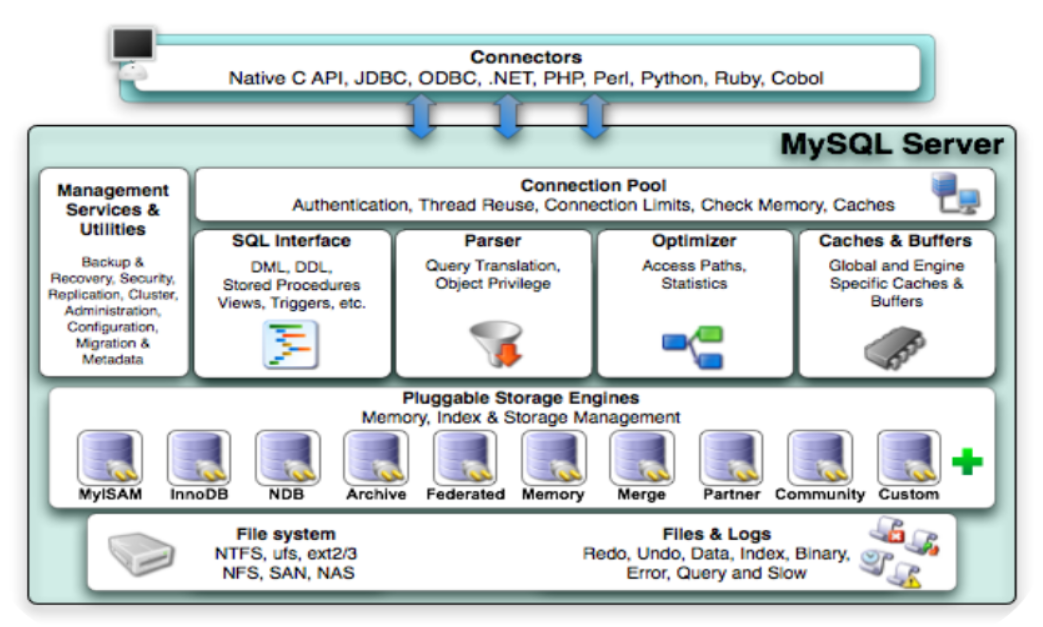 Connectors
Native C API, JDBC, ODBC, .NET, PHP, Perl, Python, Ruby, Cobol
MySQL Server
Management
Services &
Utilities
Backup &
Recovery, Security,
Replication, Cluster,
Administration,
Configuration,
Migration &
Metadata
Connection Pool
Authentication, Thread Reuse, Connection Limits, Check Memory, Caches
SQL Interface
DML, DDL,
Stored Procedures
Views, Triggers, etc.
Parser
Query Translation,
Object Privilege
Optimizer
Access Paths,
Statistics
Caches & Buffers
Global and Engine
Specific Caches &
Buffers
Pluggable Storage Engines
Memory, Index & Storage Management
MyISAM
InnoDB
NDB
Archive
Federated
Memory
Merge
Partner
Community
Custom
File system
NTFS, ufs, ext2/3
NFS, SAN, NAS
Files & Logs
Redo, Undo, Data, Index, Binary,
Error, Query and Slow